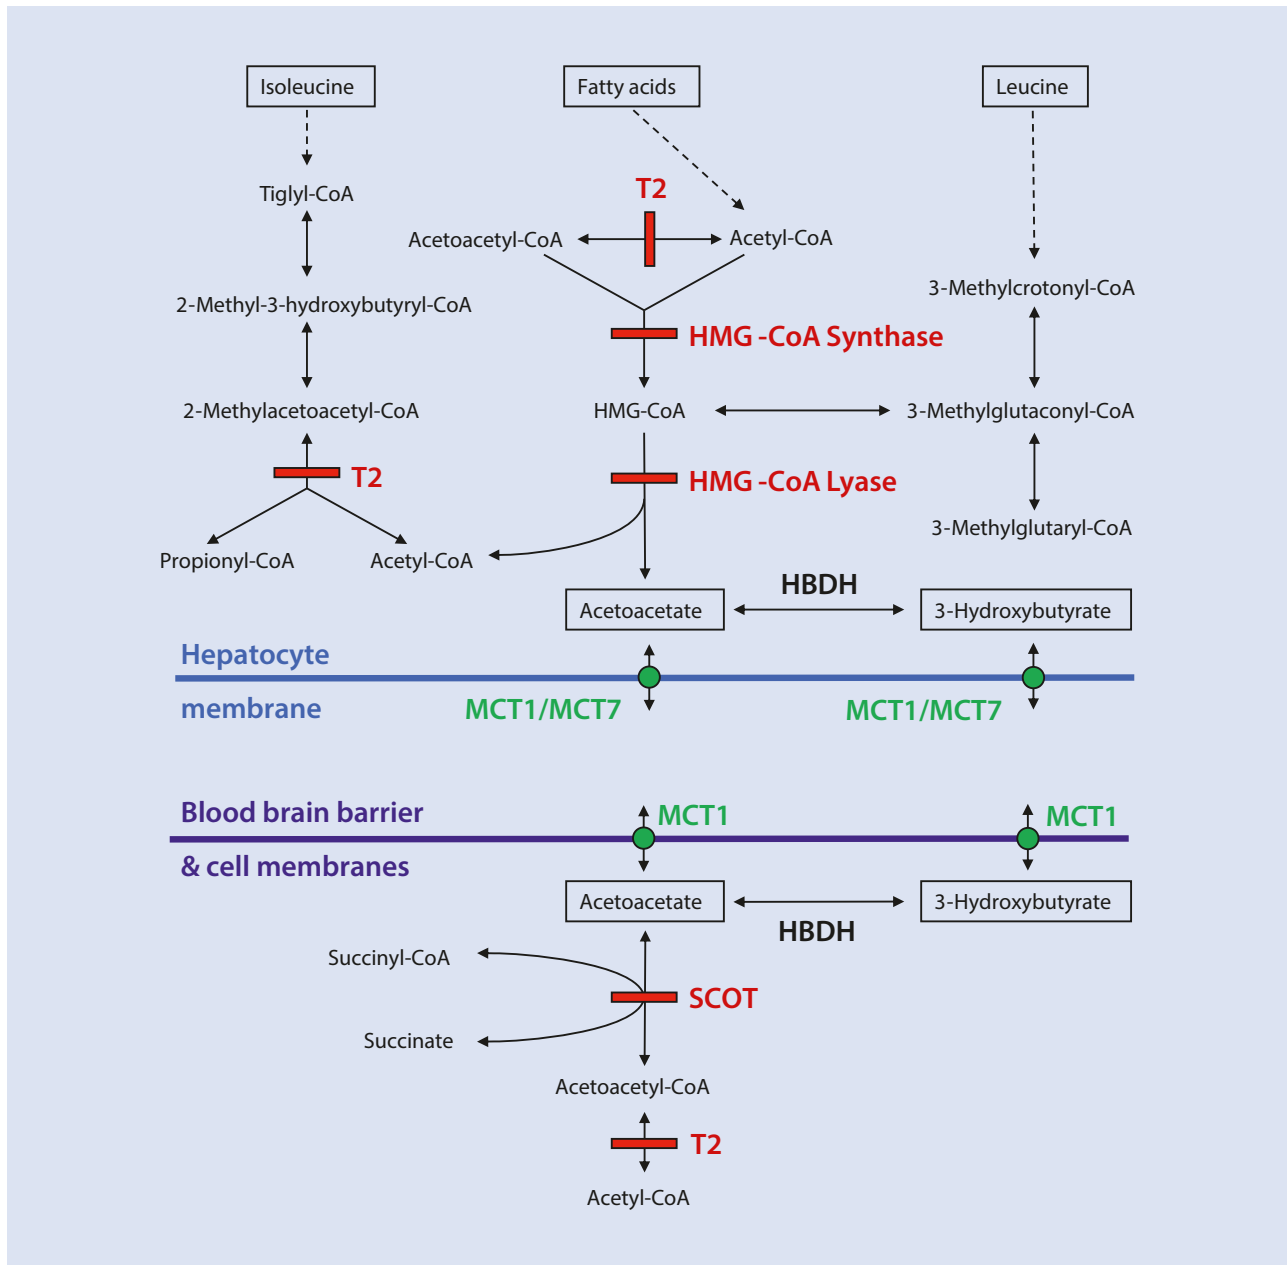 Isoleucine
Fatty acids
Leucine
Tiglyl-CoA
T2
Acetoacetyl-CoA
Acetyl-CoA
3-Methylcrotonyl-CoA
2-Methyl-3-hydroxybutyryl-CoA
HMG -CoA Synthase
2-Methylacetoacetyl-CoA
HMG-CoA
3-Methylglutaconyl-CoA
T2
HMG -CoA Lyase
3-Methylglutaryl-CoA
Propionyl-CoA
Acetyl-CoA
HBDH
Acetoacetate
3-Hydroxybutyrate
Hepatocyte
membrane
MCT1/MCT7
MCT1/MCT7
Blood brain barrier
MCT1
MCT1
& cell membranes
Acetoacetate
3-Hydroxybutyrate
HBDH
Succinyl-CoA
SCOT
Succinate
Acetoacetyl-CoA
T2
Acetyl-CoA